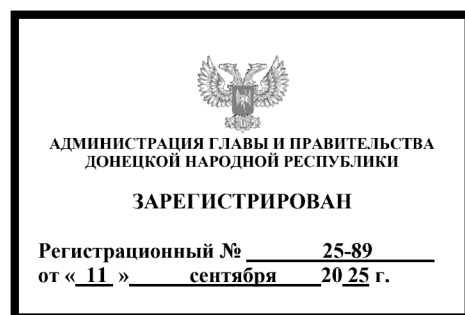 АДМИНИСТРАЦИЯ ГЛАВЫ И ПРАВИТЕЛЬСТВА
ДОНЕЦКОЙ НАРОДНОЙ РЕСПУБЛИКИ
ЗАРЕГИСТРИРОВАН
Регистрационный № 25-89
от « 11 » сентября 20 25 г.